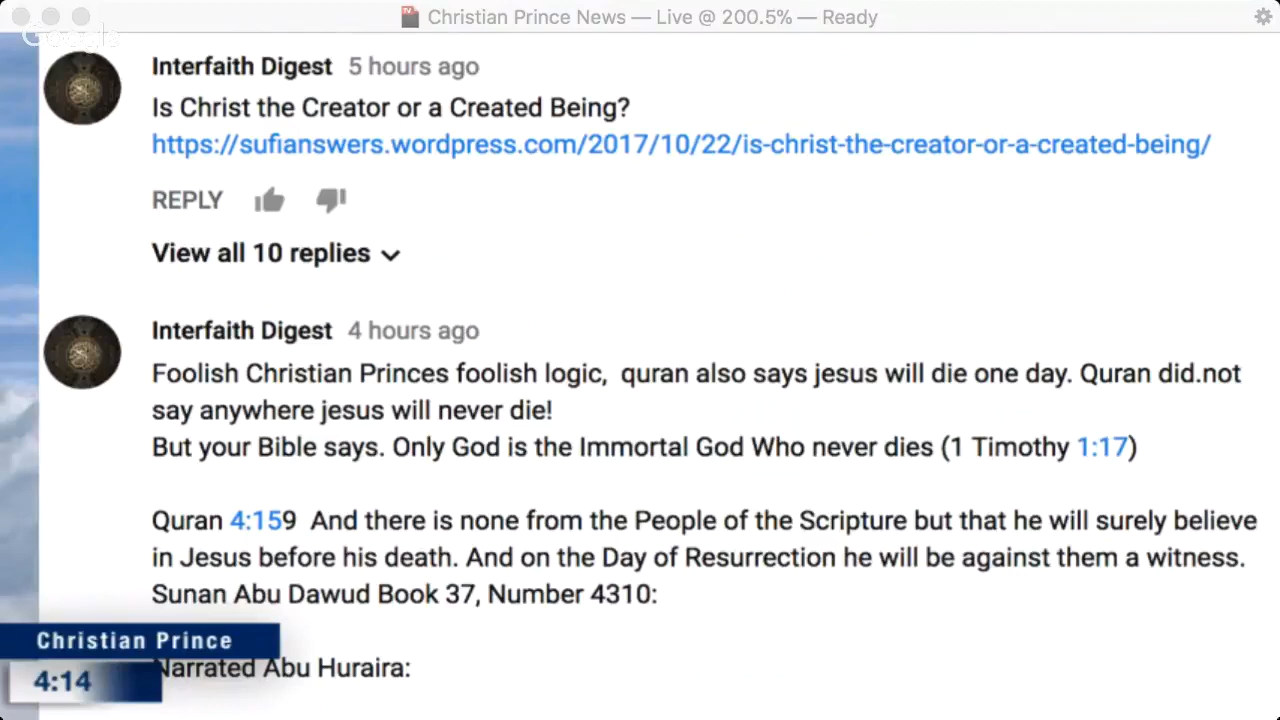 Christian Prince News — Live @ 200.5% — Ready
Google
Interfaith Digest 5 hours ago
Is Christ the Creator or a Created Being?
https://sufianswers.wordpress.com/2017/10/22/is-christ-the-creator-or-a-created-being/
REPLY
View all 10 replies
Interfaith Digest 4 hours ago
Foolish Christian Princes foolish logic, quran also says jesus will die one day. Quran did.not
say anywhere jesus will never die!
But your Bible says. Only God is the Immortal God Who never dies (1 Timothy 1:17)
Quran 4:159 And there is none from the People of the Scripture but that he will surely believe
in Jesus before his death. And on the Day of Resurrection he will be against them a witness.
Sunan Abu Dawud Book 37, Number 4310:
Christian Prince
Narrated Abu Huraira:
4:14